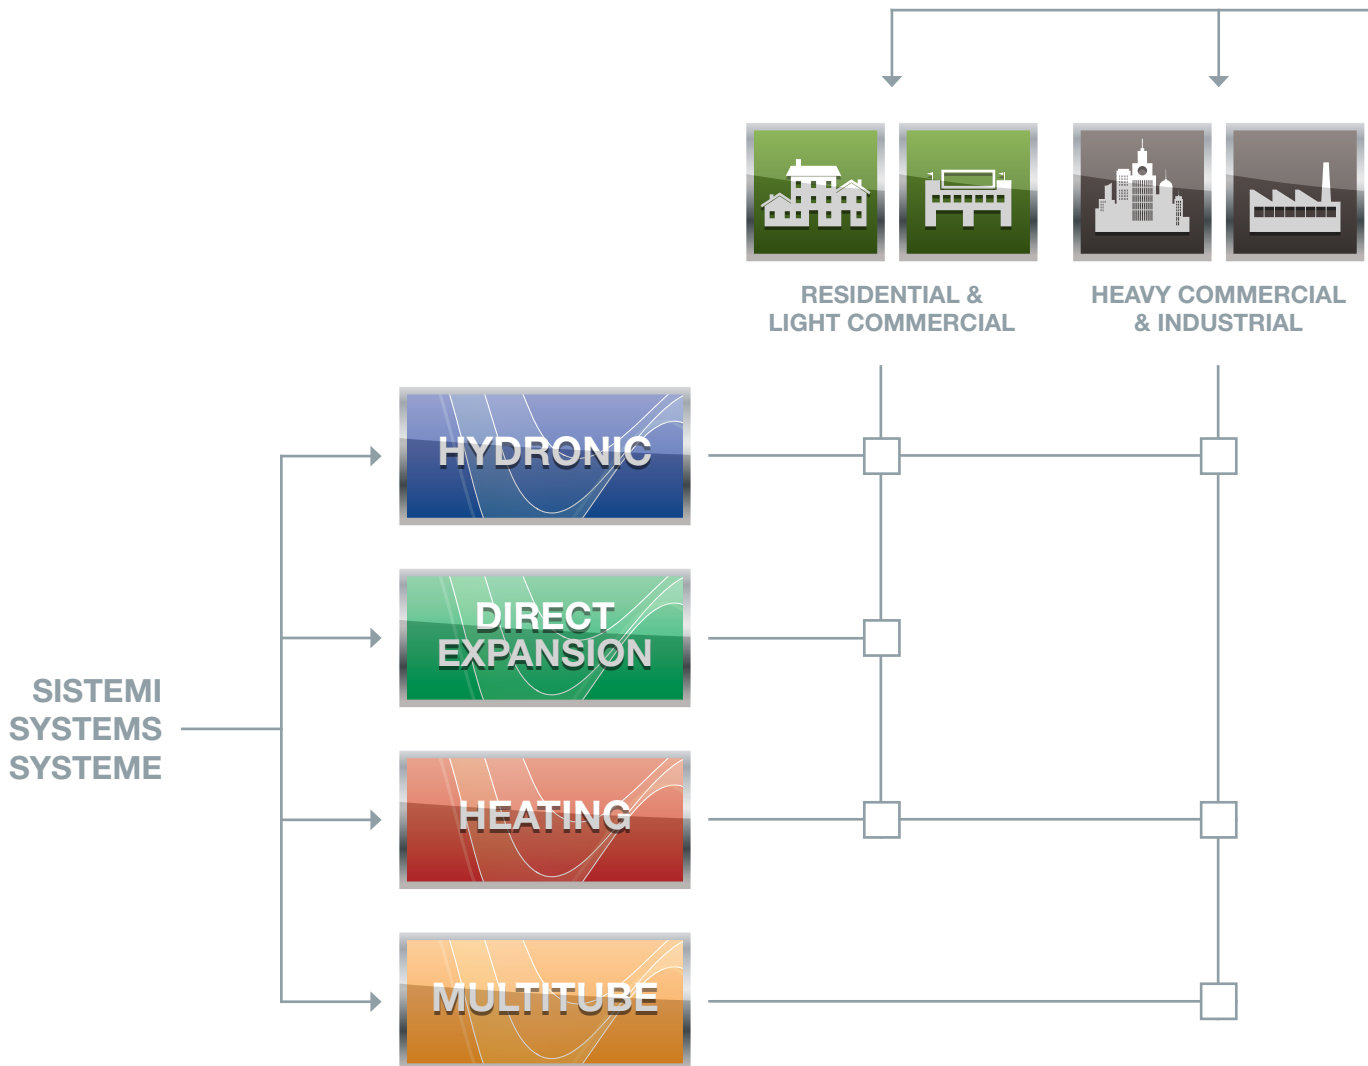 RESIDENTIAL &
LIGHT COMMERCIAL
HEAVY COMMERCIAL
& INDUSTRIAL
HYDRONIC
DIRECT
EXPANSION
SISTEMI
SYSTEMS
SYSTEME
HEATING
MULTITUBE